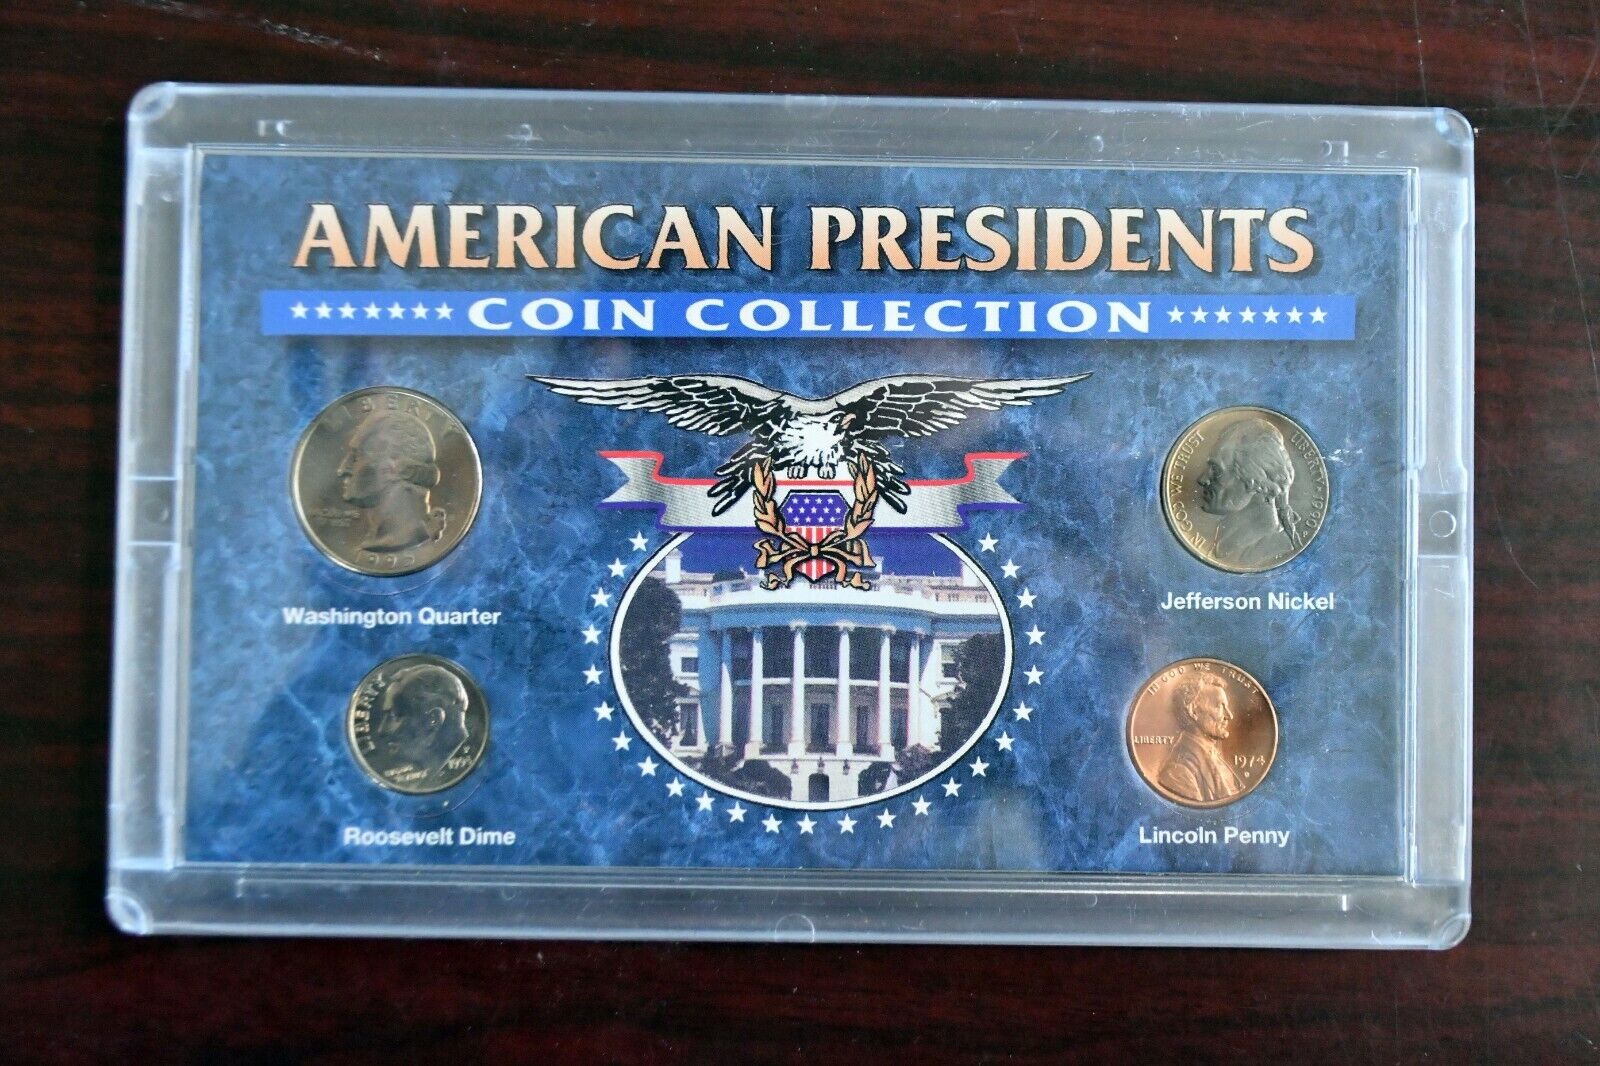 AMERICAN PRESIDENTS
COIN COLLECTION
LIBERTY
Washington Quarter
IN GOD WE TRUST LIBERTY 1990
Jefferson Nickel
LIBERTY
Roosevelt Dime
IN GOD WE TRUST
LIBERTY
1974
Lincoln Penny